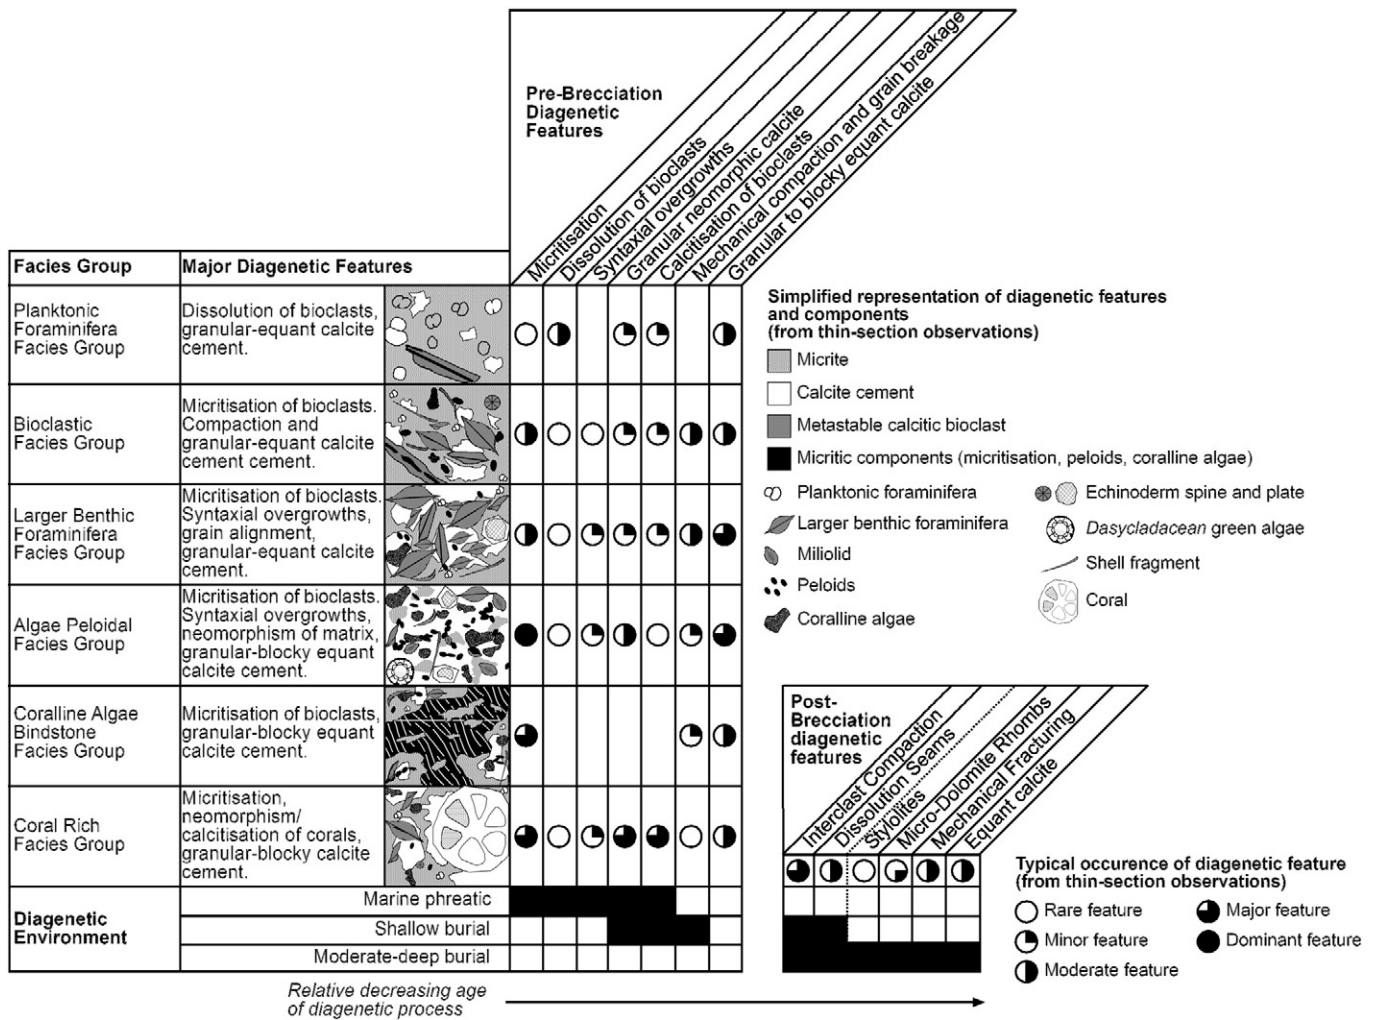 Pre-Brecciation
Diagenetic
Features
Micritisation
Dissolution of bioclasts
Syntaxial overgrowths
Granular neomorphic calcite
Calcitisation of bioclasts
Mechanical compaction and grain breakage
Granular to blocky equant calcite
Facies Group
Major Diagenetic Features
Planktonic
Foraminifera
Facies Group
Dissolution of bioclasts,
granular-equant calcite
cement.
Bioclastic
Facies Group
Micritisation of bioclasts.
Compaction and
granular-equant calcite
cement cement.
Larger Benthic
Foraminifera
Facies Group
Micritisation of bioclasts.
Syntaxial overgrowths,
grain alignment,
granular-equant calcite
cement.
Algae Peloidal
Facies Group
Micritisation of bioclasts.
Syntaxial overgrowths,
neomorphism of matrix,
granular-blocky equant
calcite cement.
Coralline Algae
Bindstone
Facies Group
Micritisation of bioclasts,
granular-blocky equant
calcite cement.
Coral Rich
Facies Group
Micritisation,
neomorphism/
calcitisation of corals,
granular-blocky calcite
cement.
Diagenetic
Environment
Marine phreatic
Shallow burial
Moderate-deep burial
Relative decreasing age
of diagenetic process
Simplified representation of diagenetic features
and components
(from thin-section observations)
Micrite
Calcite cement
Metastable calcitic bioclast
Micritic components (micritisation, peloids, coralline algae)
Planktonic foraminifera
Larger benthic foraminifera
Miliolid
Peloids
Coralline algae
Echinoderm spine and plate
Dasycladacean green algae
Shell fragment
Coral
Post-
Brecciation
diagenetic
features
Interclast Compaction
Dissolution Seams
Stylolites
Micro-Dolomite Rhombs
Mechanical Fracturing
Equant calcite
Typical occurence of diagenetic feature
(from thin-section observations)
Rare feature
Minor feature
Moderate feature
Major feature
Dominant feature